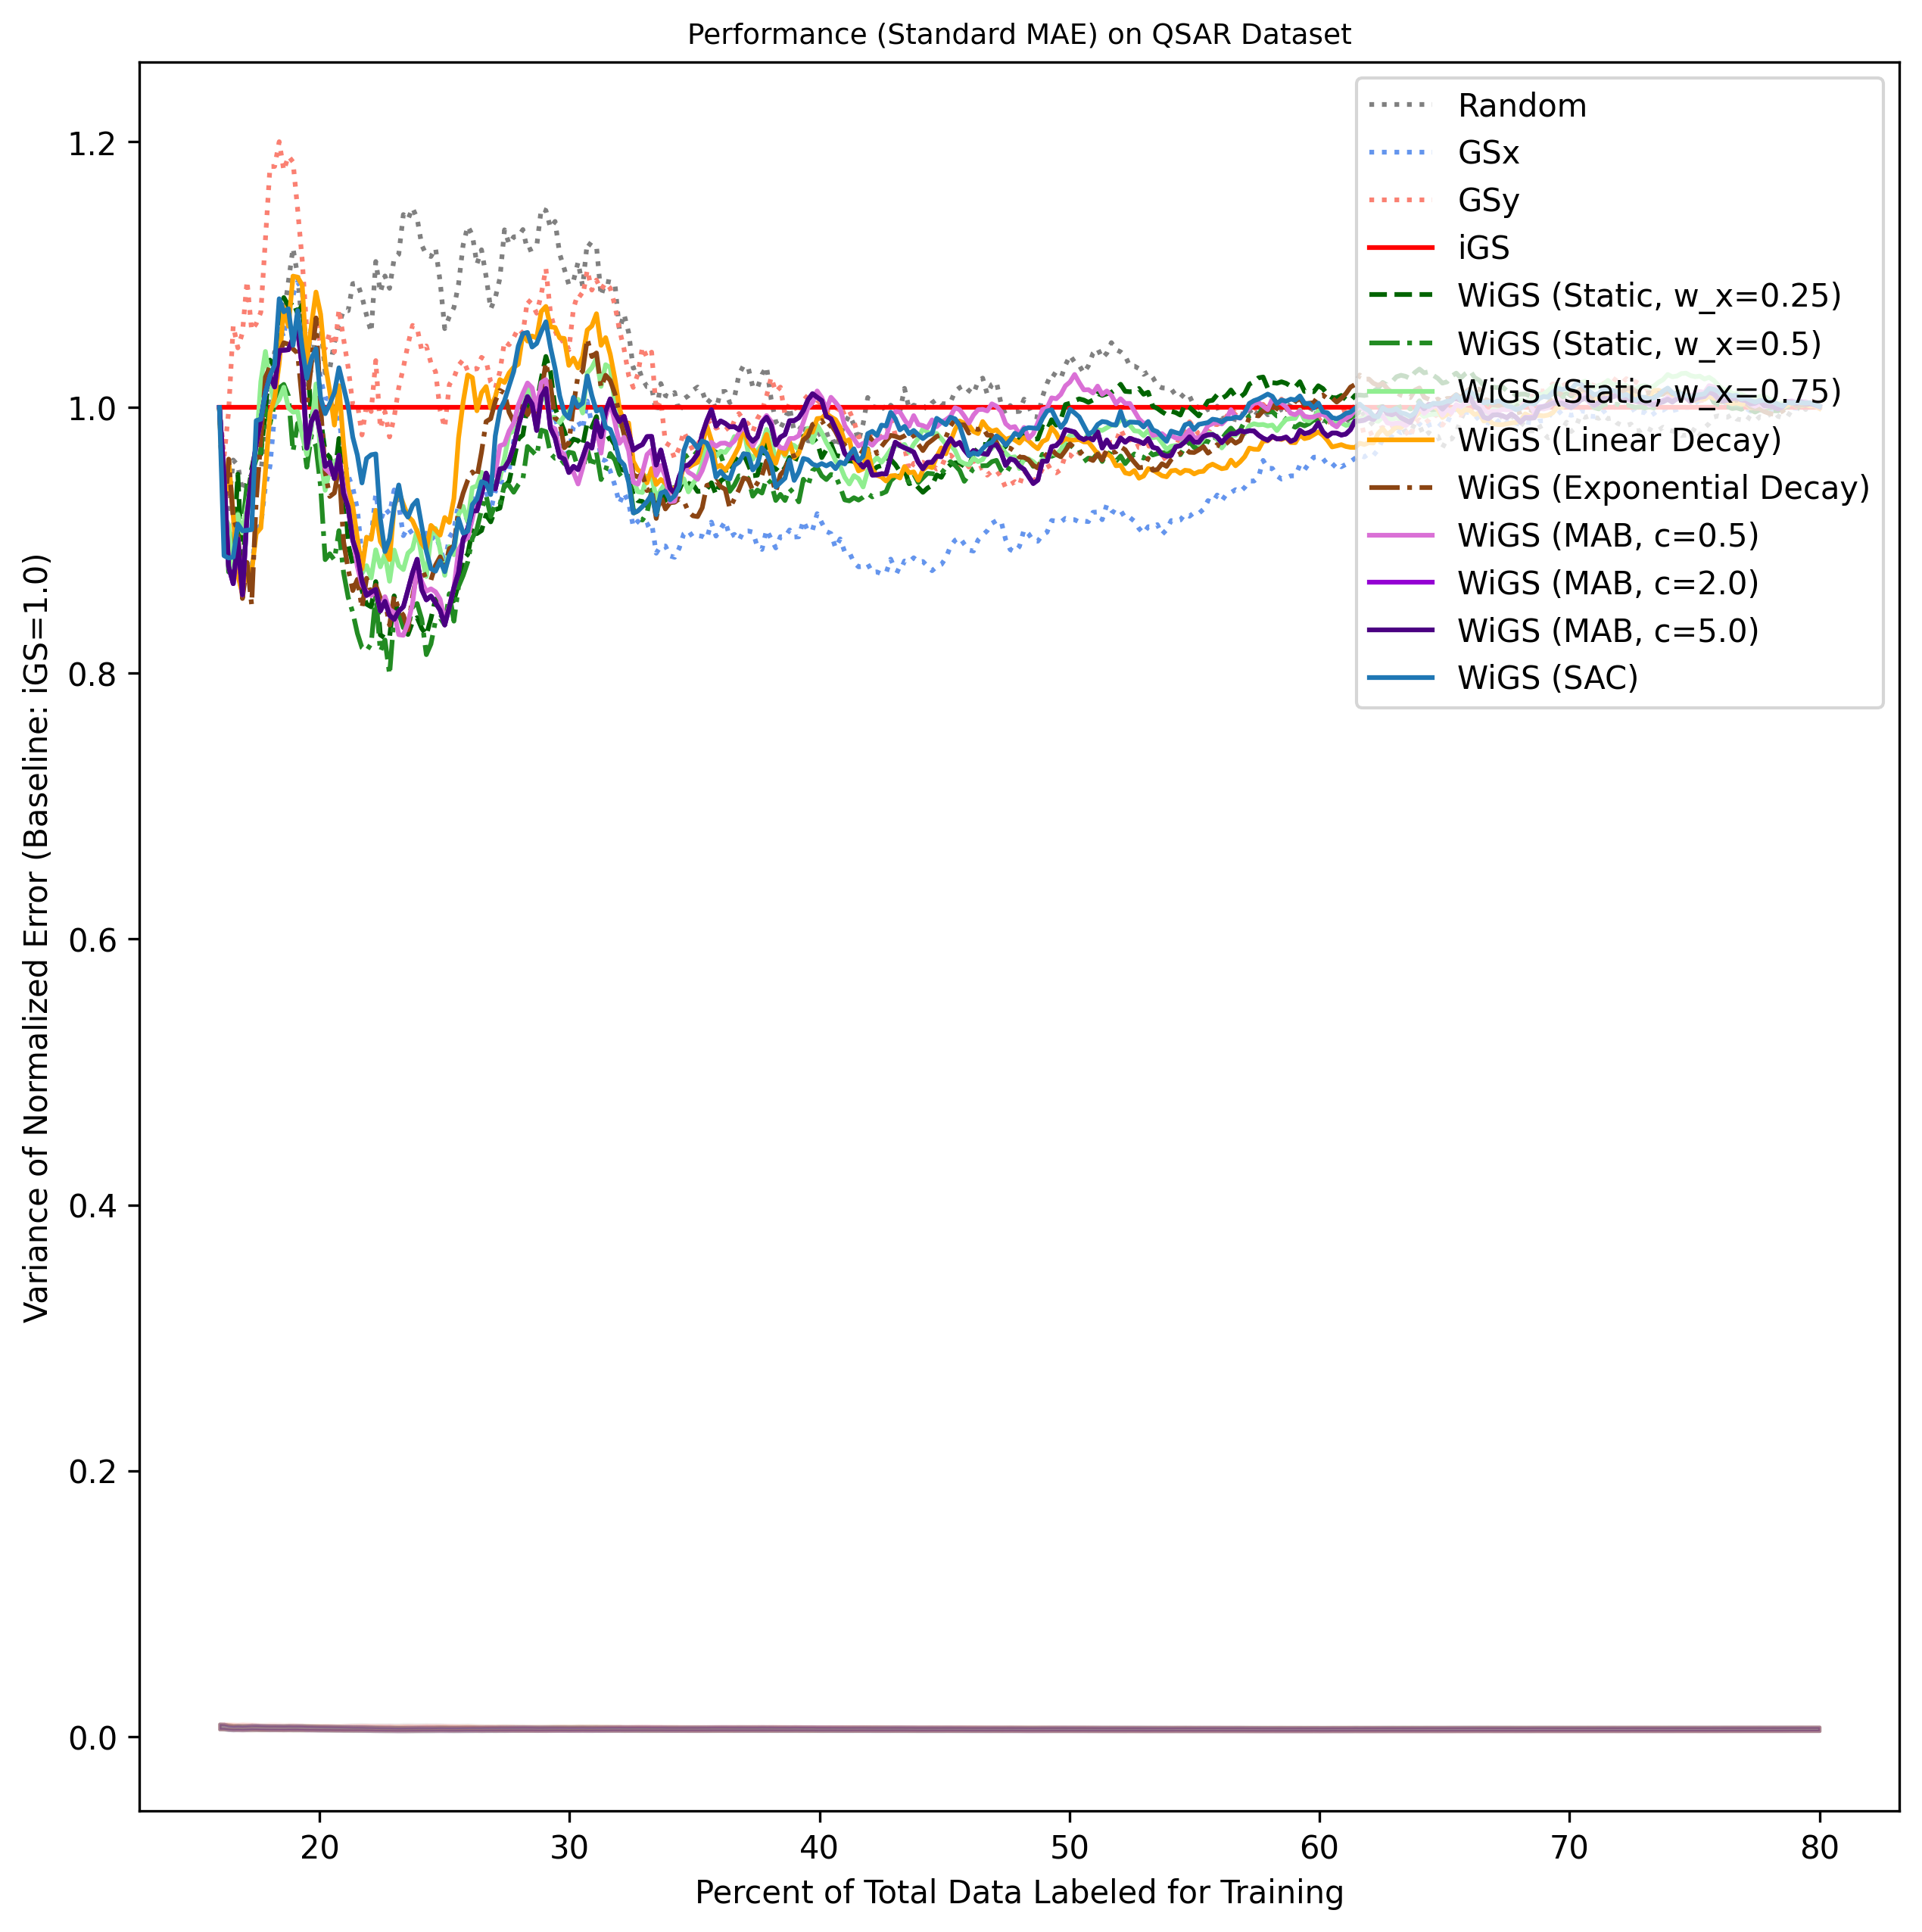 Performance (Standard MAE) on QSAR Dataset
Variance of Normalized Error (Baseline: iGS=1.0)
1.2
1.0
0.8
0.6
0.4
0.2
0.0
Random
GSx
GSy
iGS
WiGS (Static, w_x=0.25)
WiGS (Static, w_x=0.5)
WiGS (Static, w_x=0.75)
WiGS (Linear Decay)
WiGS (Exponential Decay)
WiGS (MAB, c=0.5)
WiGS (MAB, c=2.0)
WiGS (MAB, c=5.0)
WiGS (SAC)
20 30 40 50 60 70 80
Percent of Total Data Labeled for Training